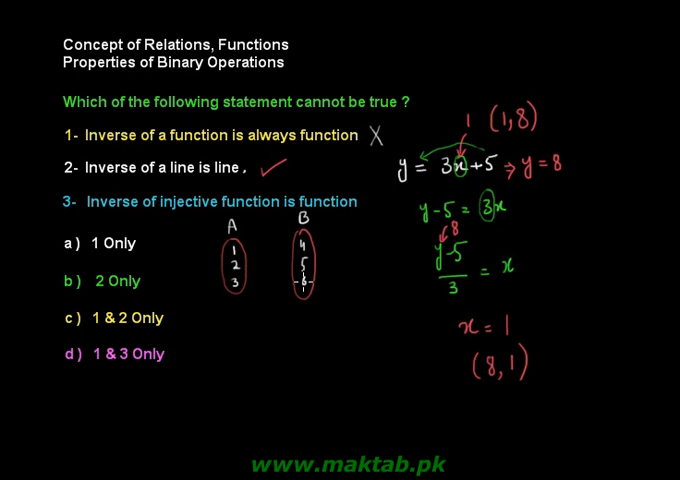 Concept of Relations, Functions
Properties of Binary Operations
Which of the following statement cannot be true ?
1- Inverse of a function is always function X
2- Inverse of a line is line . ✓
3- Inverse of injective function is function
a ) 1 Only
b ) 2 Only
c ) 1 & 2 Only
d ) 1 & 3 Only
A B
1 4
2 5
3 6
1 (1,8)
y = 3x+5 ⇒ y = 8
y-5 = 3x
8
y-5
3
= x
x = 1
(8,1)
www.maktab.pk